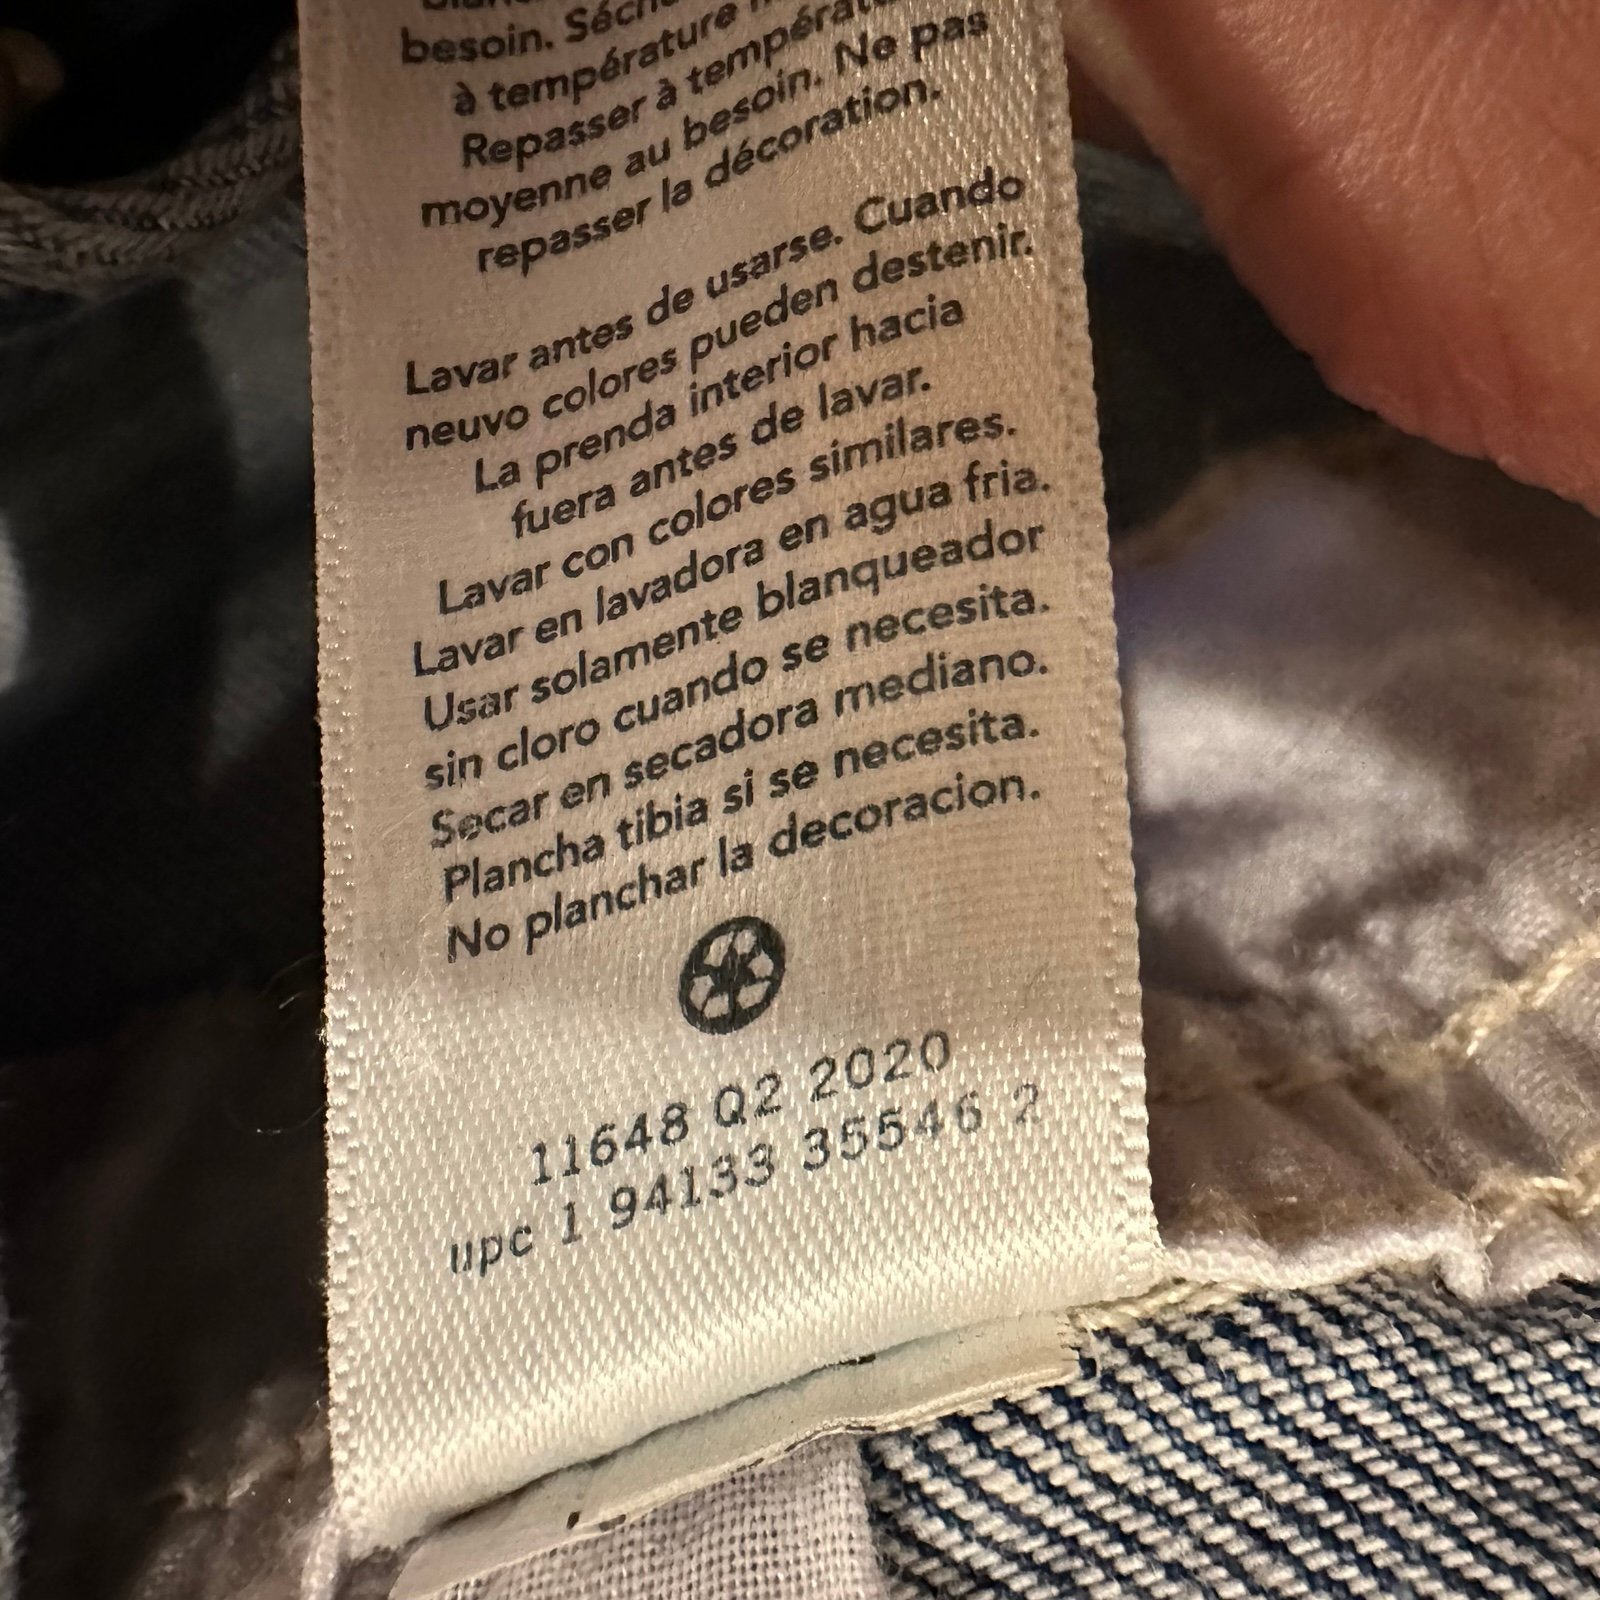 besoin.
à température
Repasser à
moyenne au besoin. Ne pas
repasser la décoration.
Lavar antes de usarse. Cuando
neuvo colores pueden destenir.
La prenda interior hacia
fuera antes de lavar.
Lavar con colores similares.
Lavar en lavadora en agua fria.
Usar solamente blanqueador
sin cloro cuando se necesita.
Secar en secadora mediano.
Plancha tibia si se necesita.
No planchar la decoracion.
11648 Q2 2020
upc 1 94133 35546 2